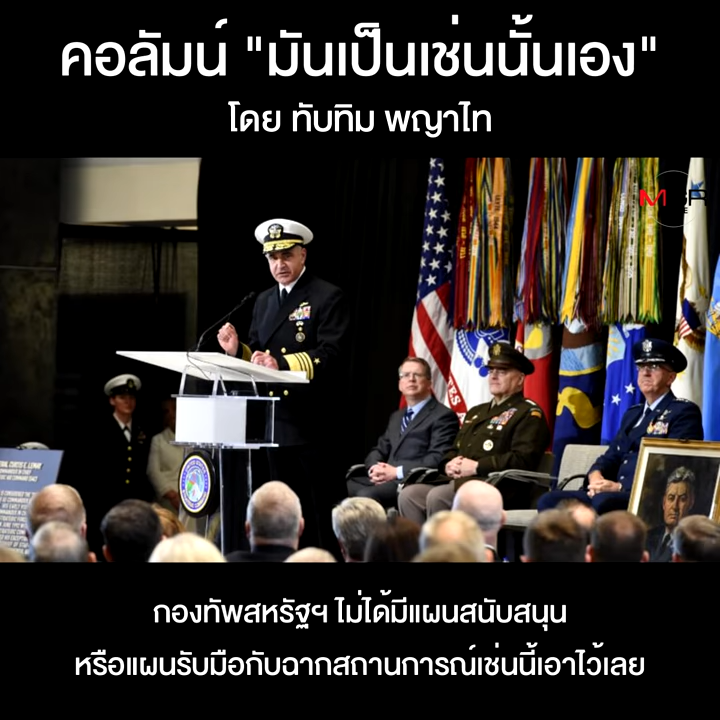 คอลัมน์ "มันเป็นเช่นนั้นเอง"
โดย ทับทิม พญาไท
กองทัพสหรัฐฯ ไม่ได้มีแผนสนับสนุน
หรือแผนรับมือกับฉากสถานการณ์เช่นนี้เอาไว้เลย